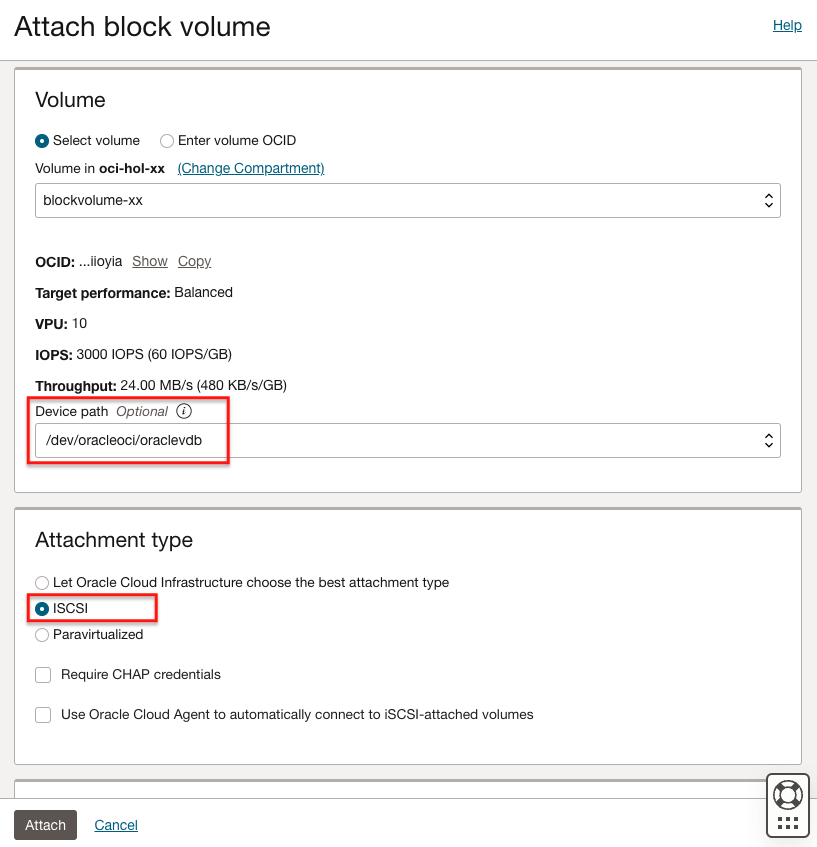 Attach block volume
Help
Volume
Select volume Enter volume OCID
Volume in oci-hol-xx (Change Compartment)
blockvolume-xx
OCID: ...iioyia Show Copy
Target performance: Balanced
VPU: 10
IOPS: 3000 IOPS (60 IOPS/GB)
Throughput: 24.00 MB/s (480 KB/s/GB)
Device path Optional i
/dev/oracleoci/oraclevdb
Attachment type
Let Oracle Cloud Infrastructure choose the best attachment type
ISCSI
Paravirtualized
Require CHAP credentials
Use Oracle Cloud Agent to automatically connect to iSCSI-attached volumes
Attach Cancel